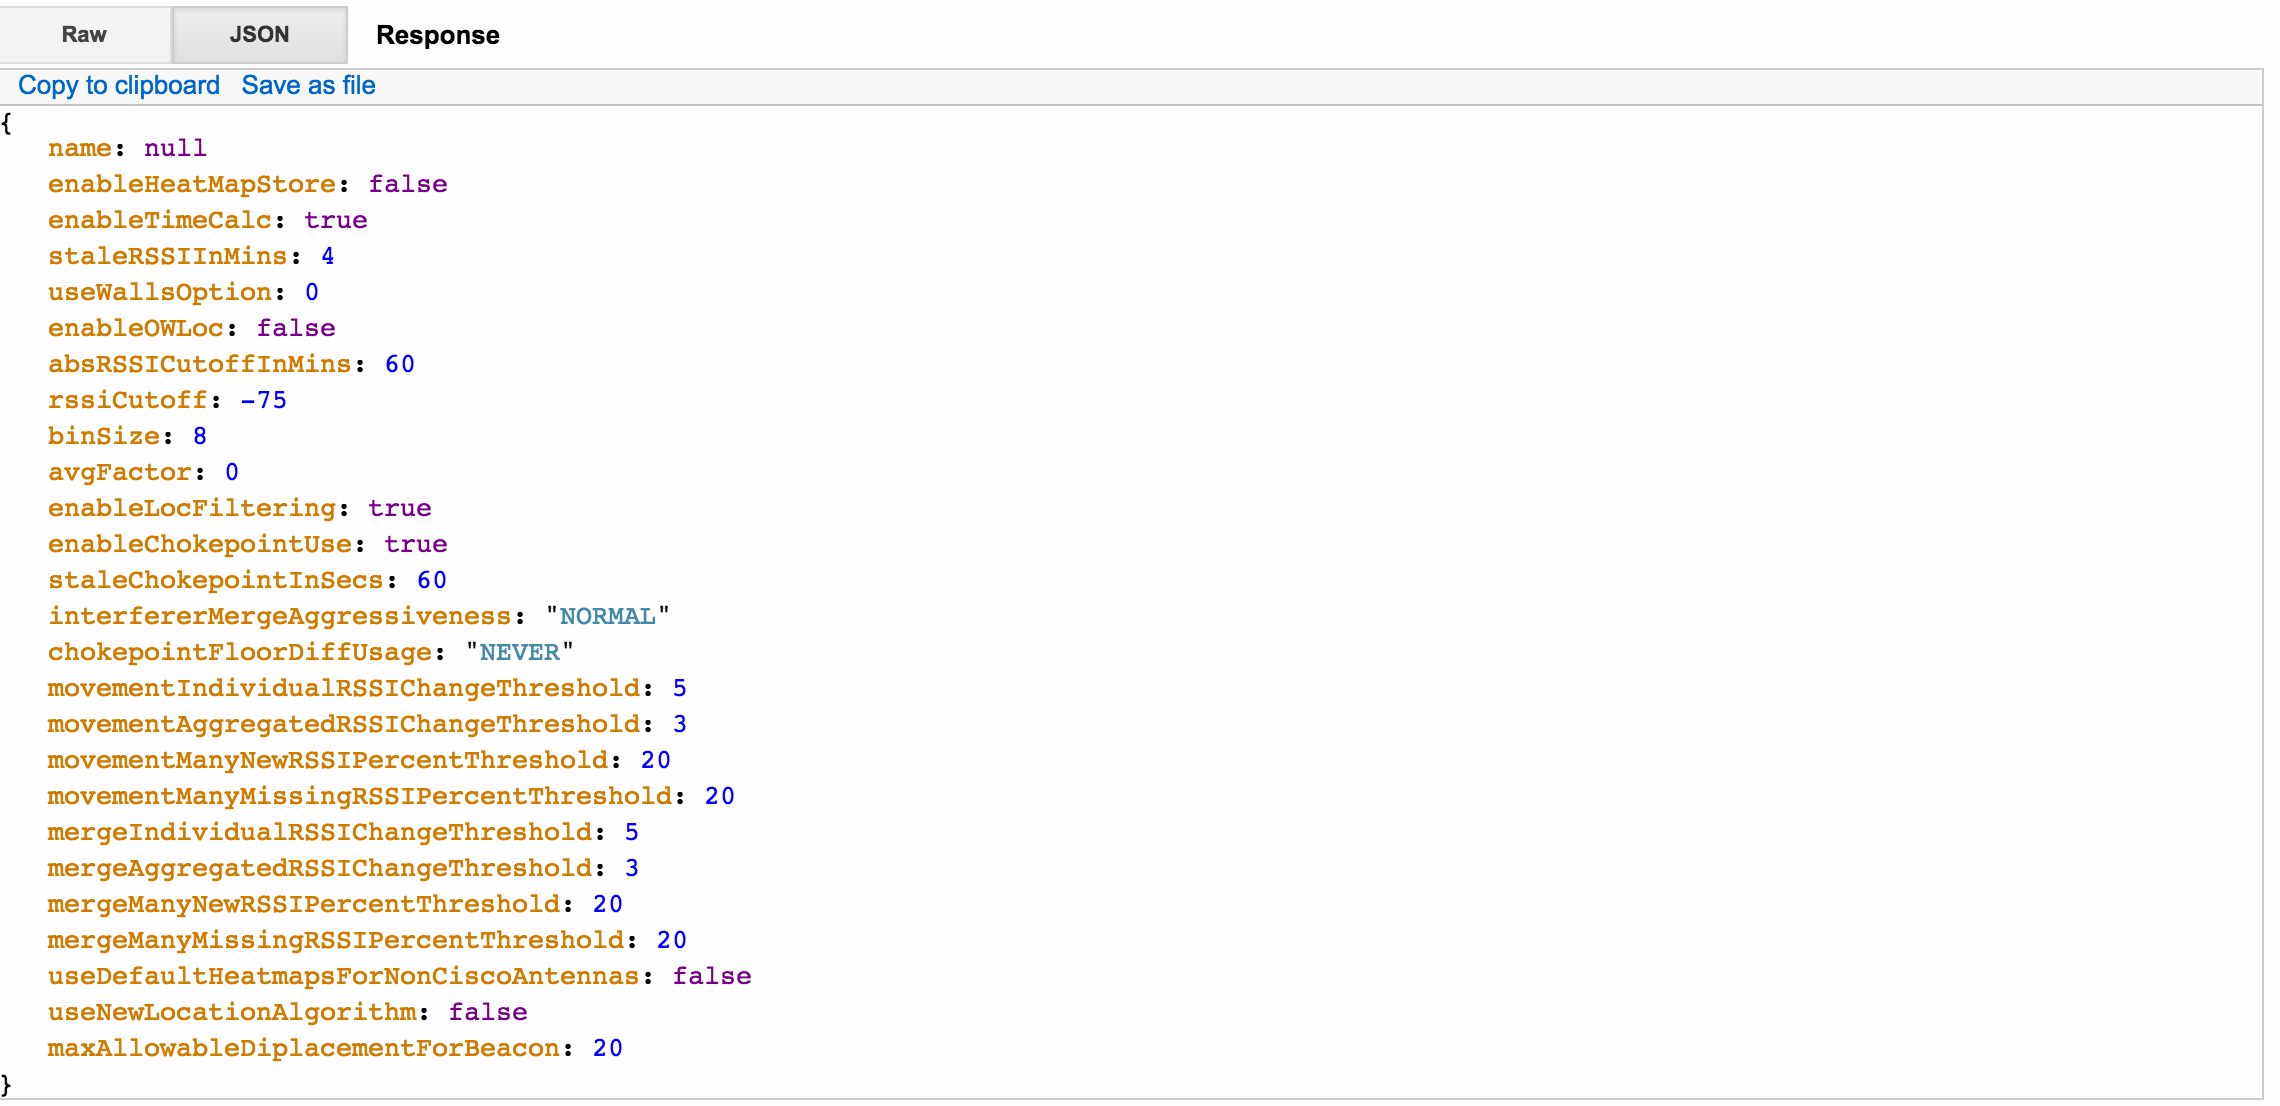 Raw JSON Response
Copy to clipboard Save as file
{
name: null
enableHeatMapStore: false
enableTimeCalc: true
staleRSSIInMins: 4
useWallsOption: 0
enableOWLoc: false
absRSSICutoffInMins: 60
rssiCutoff: -75
binSize: 8
avgFactor: 0
enableLocFiltering: true
enableChokepointUse: true
staleChokepointInSecs: 60
interfererMergeAggressiveness: "NORMAL"
chokepointFloorDiffUsage: "NEVER"
movementIndividualRSSIChangeThreshold: 5
movementAggregatedRSSIChangeThreshold: 3
movementManyNewRSSIPercentThreshold: 20
movementManyMissingRSSIPercentThreshold: 20
mergeIndividualRSSIChangeThreshold: 5
mergeAggregatedRSSIChangeThreshold: 3
mergeManyNewRSSIPercentThreshold: 20
mergeManyMissingRSSIPercentThreshold: 20
useDefaultHeatmapsForNonCiscoAntennas: false
useNewLocationAlgorithm: false
maxAllowableDiplacementForBeacon: 20
}